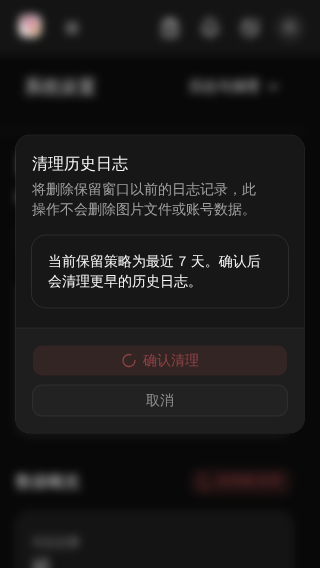 清理历史日志
将删除保留窗口以前的日志记录，此
操作不会删除图片文件或账号数据。
当前保留策略为最近 7 天。确认后
会清理更早的历史日志。
确认清理
取消